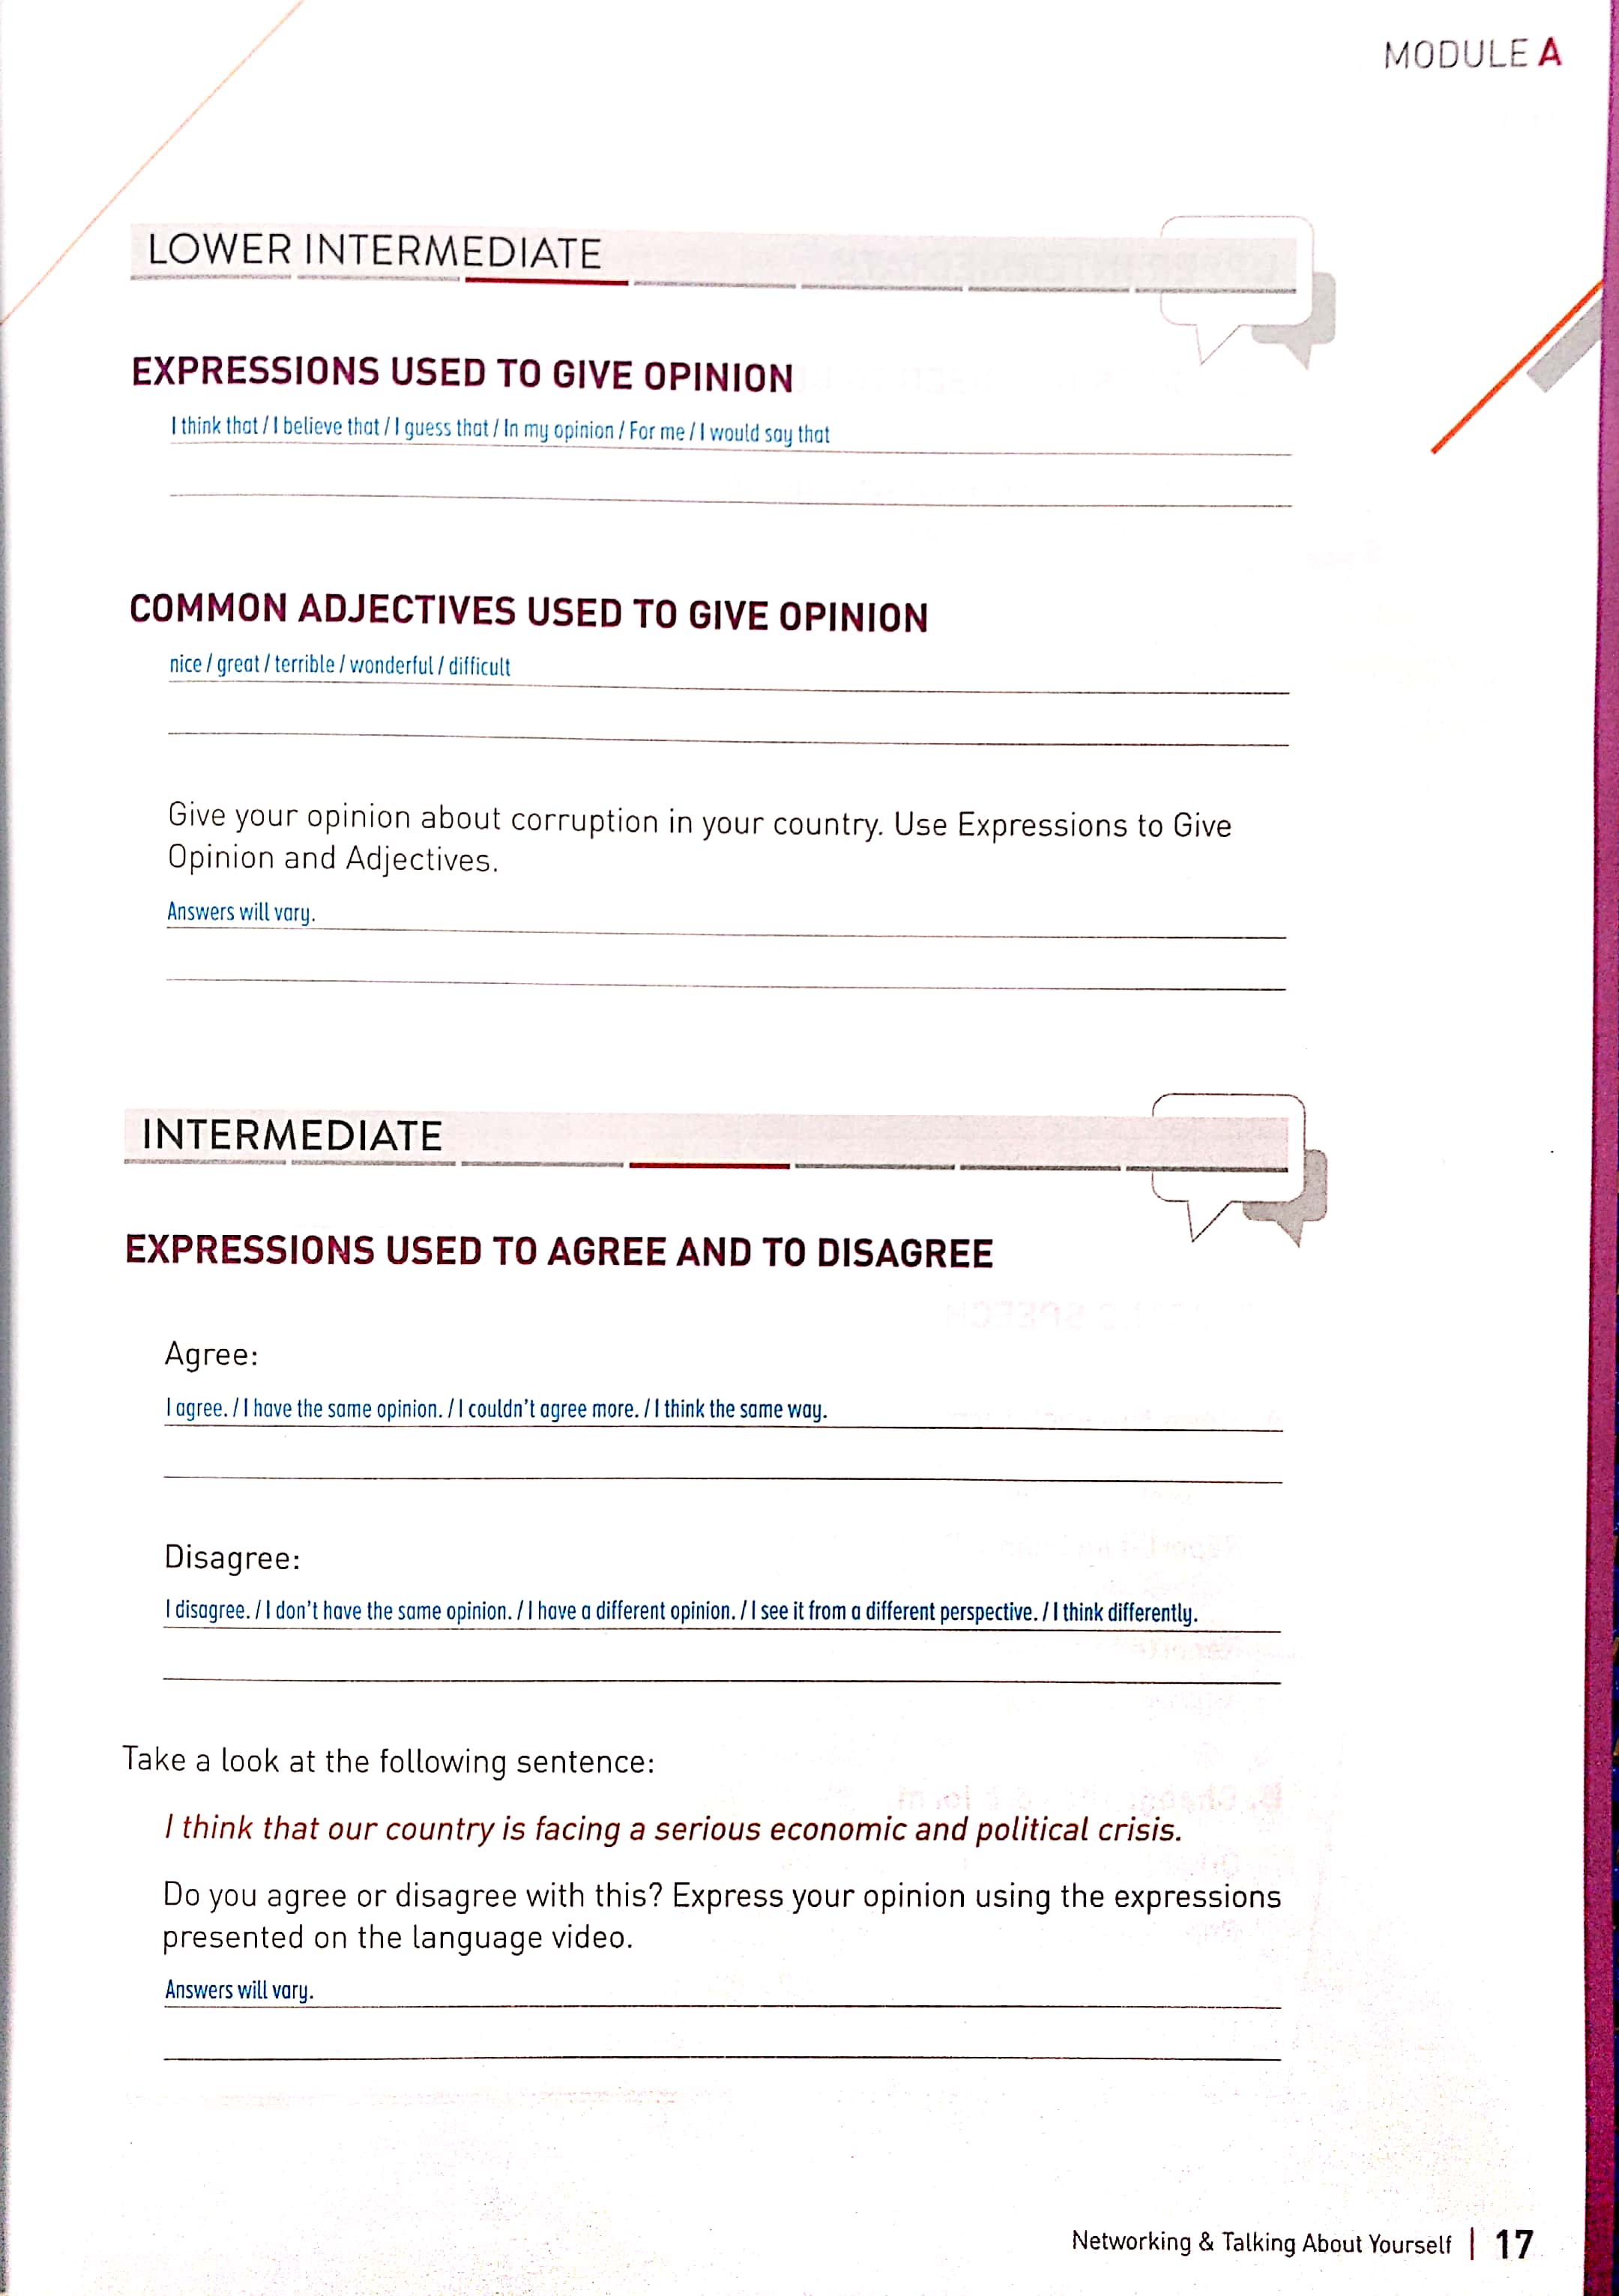 MODULE A
LOWER INTERMEDIATE
EXPRESSIONS USED TO GIVE OPINION
I think that / I believe that / I guess that / In my opinion / For me / I would say that
COMMON ADJECTIVES USED TO GIVE OPINION
nice / great / terrible / wonderful / difficult
Give your opinion about corruption in your country. Use Expressions to Give
Opinion and Adjectives.
Answers will vary.
INTERMEDIATE
EXPRESSIONS USED TO AGREE AND TO DISAGREE
Agree:
I agree. / I have the same opinion. / I couldn't agree more. / I think the same way.
Disagree:
I disagree. / I don't have the same opinion. / I have a different opinion. / I see it from a different perspective. / I think differently.
Take a look at the following sentence:
I think that our country is facing a serious economic and political crisis.
Do you agree or disagree with this? Express your opinion using the expressions
presented on the language video.
Answers will vary.
Networking & Talking About Yourself | 17